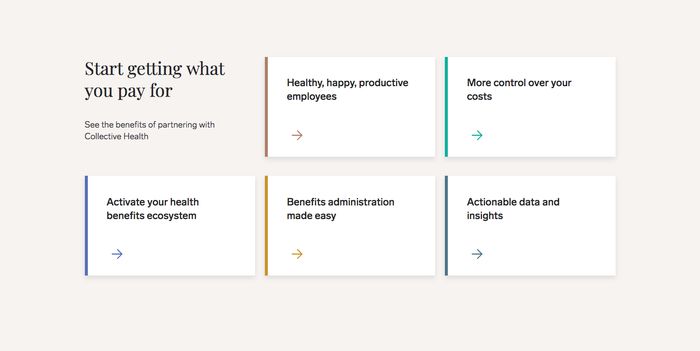 Start getting what
you pay for
See the benefits of partnering with
Collective Health
Healthy, happy, productive
employees
More control over your
costs
Activate your health
benefits ecosystem
Benefits administration
made easy
Actionable data and
insights